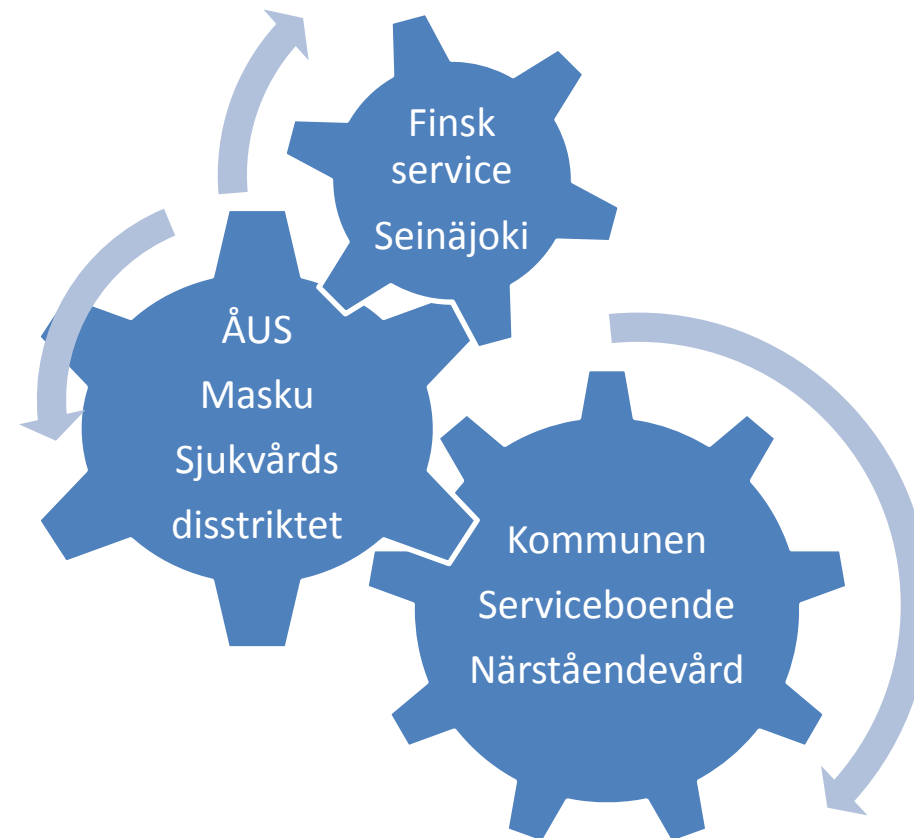 Finsk
service
Seinäjoki
ÅUS
Masku
Sjukvårds
disstriktet
Kommunen
Serviceboende
Närståendevård